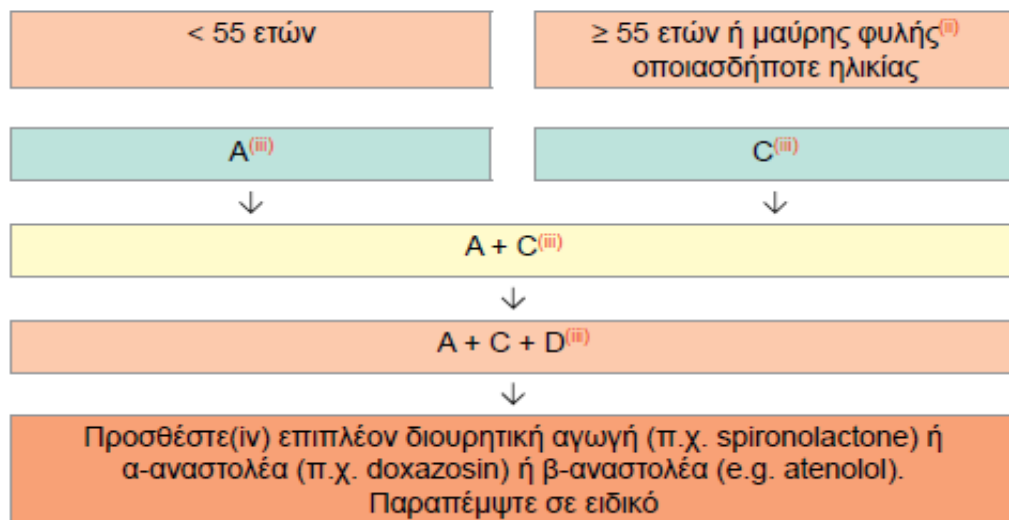 < 55 ετών
≥ 55 ετών ή μαύρης φυλής(ii)
οποιασδήποτε ηλικίας
A(iii)
C(iii)
↓
↓
A + C(iii)
↓
A + C + D(iii)
↓
Προσθέστε(iv) επιπλέον διουρητική αγωγή (π.χ. spironolactone) ή
α-αναστολέα (π.χ. doxazosin) ή β-αναστολέα (e.g. atenolol).
Παραπέμψτε σε ειδικό